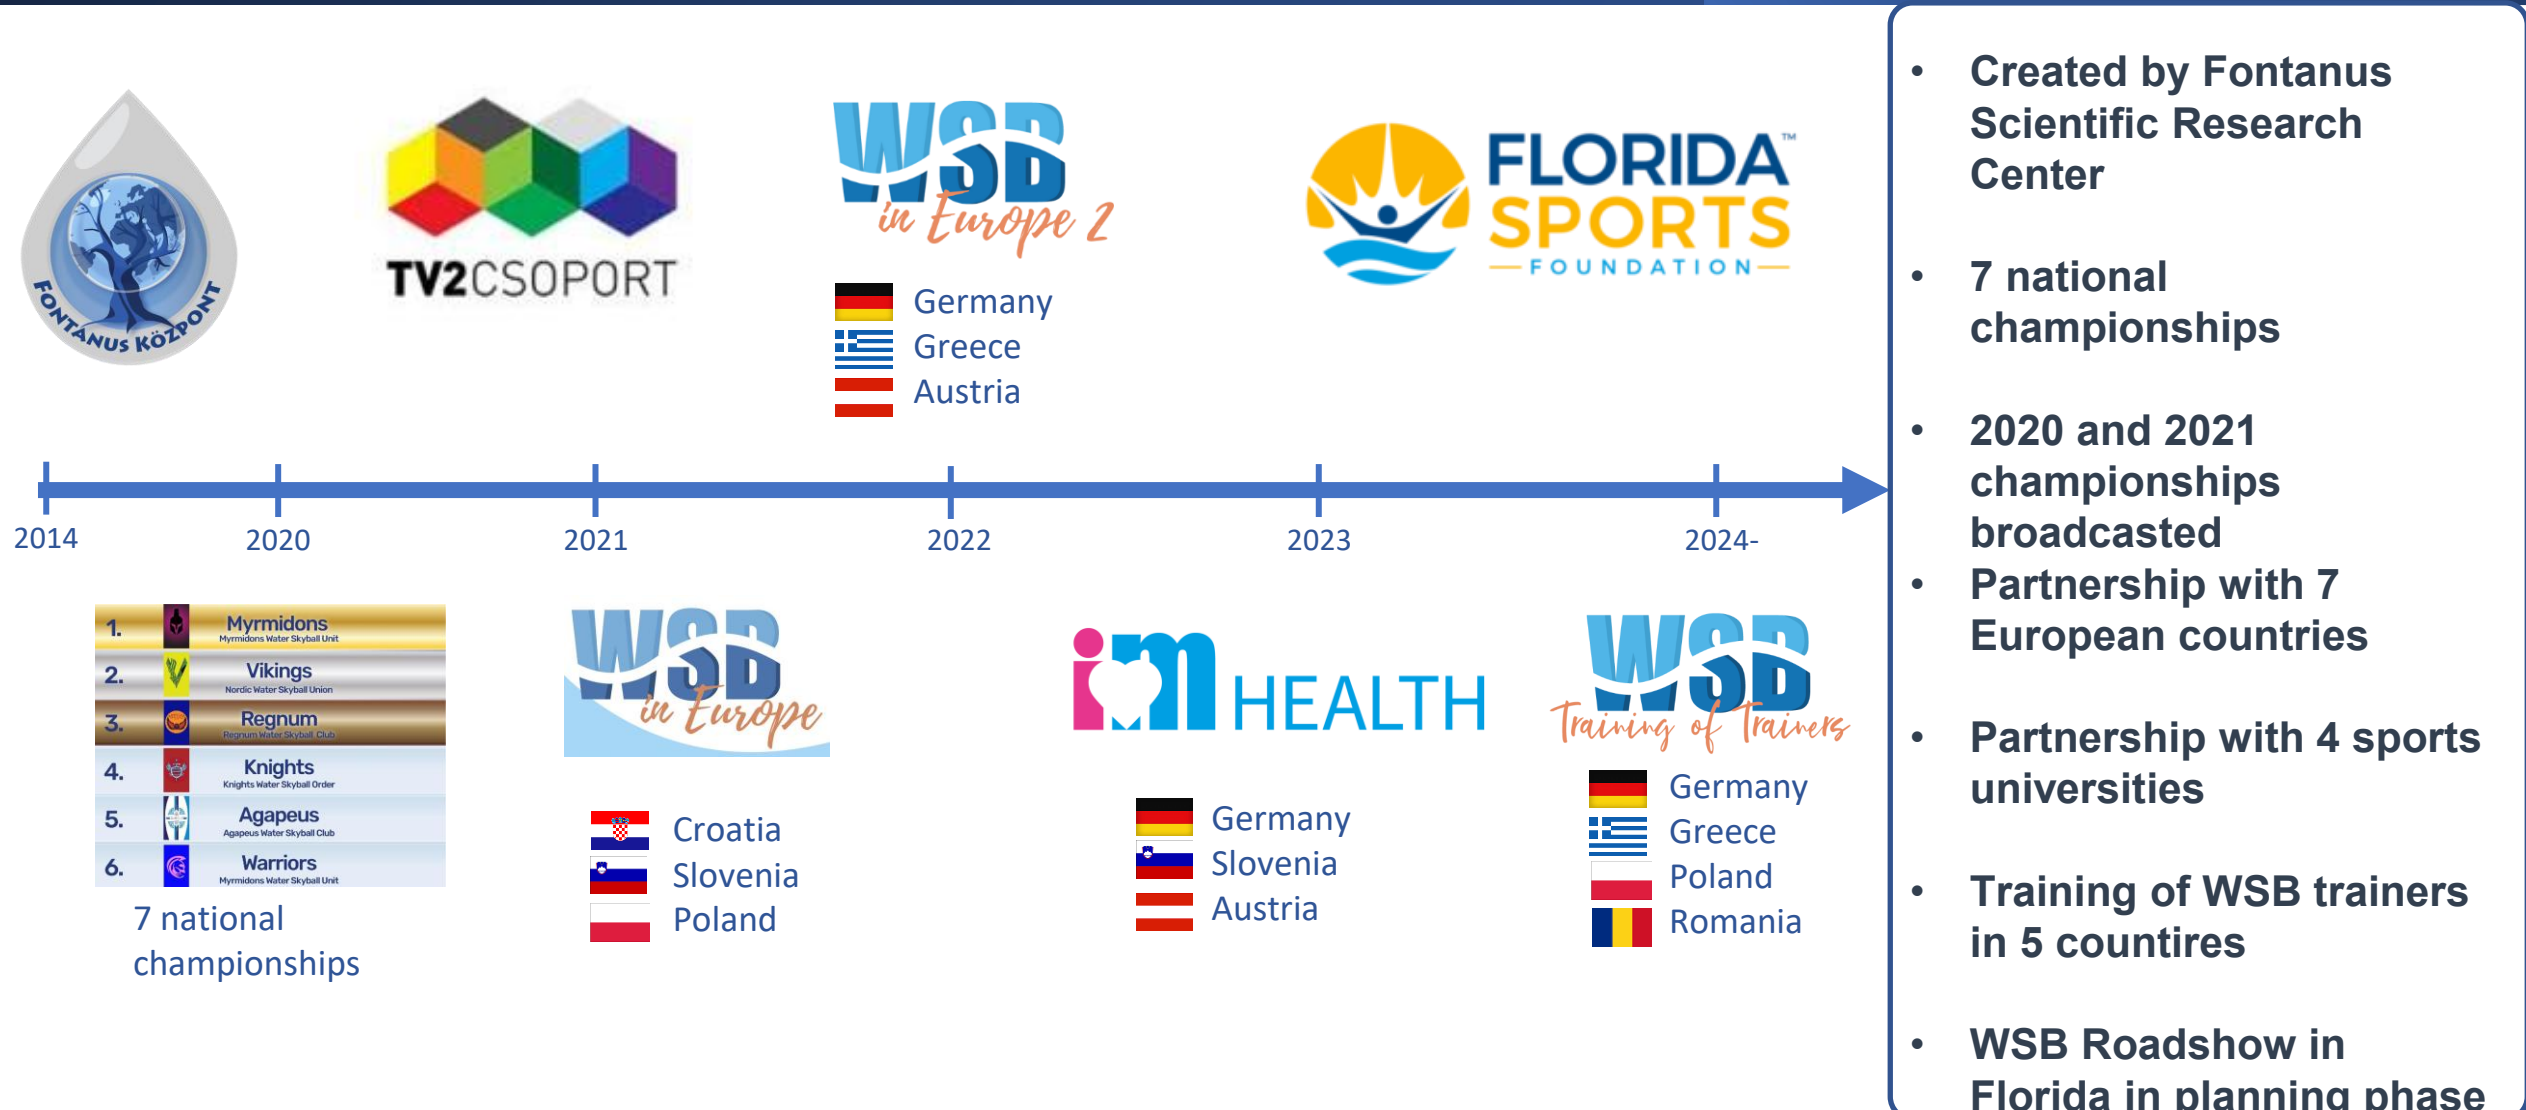 FONTANUS KÖZPONT
TV2CSOPORT
WSB
in Europe 2
Germany
Greece
Austria
FLORIDA™
SPORTS
FOUNDATION
2014
2020
2021
2022
2023
2024-
1. Myrmidons
Myrmidons Water Skyball Unit
2. Vikings
Nordic Water Skyball Union
3. Regnum
Regnum Water Skyball Club
4. Knights
Knights Water Skyball Order
5. Agapeus
Agapeus Water Skyball Club
6. Warriors
Myrmidons Water Skyball Unit
7 national
championships
WSB
in Europe
Croatia
Slovenia
Poland
im HEALTH
Germany
Slovenia
Austria
WSB
Training of Trainers
Germany
Greece
Poland
Romania
• Created by Fontanus
Scientific Research
Center
• 7 national
championships
• 2020 and 2021
championships
broadcasted
• Partnership with 7
European countries
• Partnership with 4 sports
universities
• Training of WSB trainers
in 5 countires
• WSB Roadshow in
Florida in planning phase